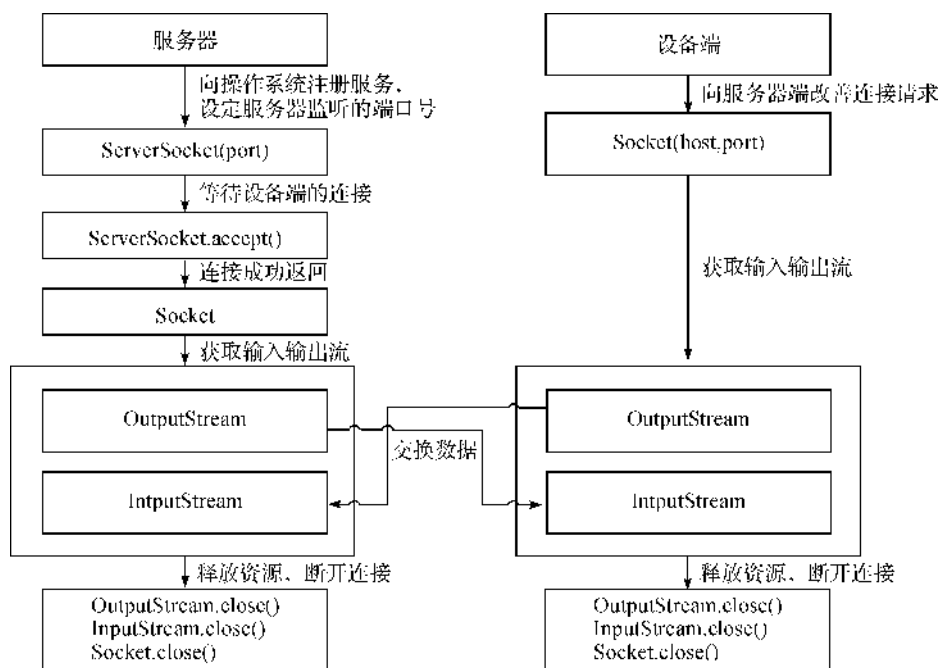 服务器
向操作系统注册服务、
设定服务器监听的端口号
ServerSocket(port)
等待设备端的连接
ServerSocket.accept()
连接成功返回
Socket
获取输入输出流
OutputStream
IntputStream
释放资源、断开连接
OutputStream.close()
InputStream.close()
Socket.close()
交换数据
设备端
向服务器端改善连接请求
Socket(host,port)
获取输入输出流
OutputStream
IntputStream
释放资源、断开连接
OutputStream.close()
InputStream.close()
Socket.close()